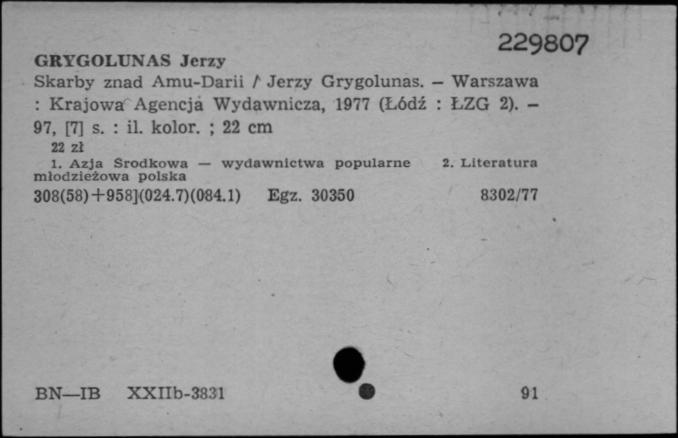 229807
GRYGOLUNAS Jerzy
Skarby znad Amu-Darii / Jerzy Grygolunas. — Warszawa
: Krajowa Agencja Wydawnicza, 1977 (Łódź : ŁZG 2). —
97, [7] s. : il. kolor. ; 22 cm
22 zł
1. Azja Środkowa — wydawnictwa popularne 2. Literatura
młodzieżowa polska
308(58)+958](024.7)(084.1) Egz. 30350 8302/77
BN—IB XXIIb-3831 91